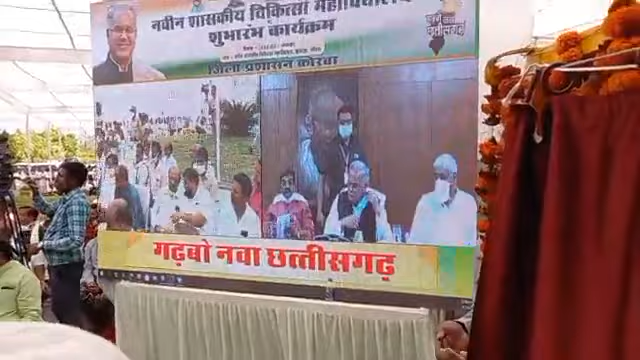 नवीन शासकीय चिकित्सा महाविद्यालय
शुभारंभ कार्यक्रम
जिला प्रशासन कोरबा
गढ़बो नवा छत्तीसगढ़